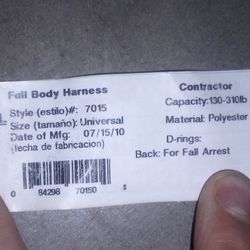 Full Body Harness
Style (estilo)#: 7015
Size (tamaño): Universal
Date of Mfg: 07/15/10
(fecha de fabricacion)
0 84298 70150 1
Contractor
Capacity:130-310lb
Material: Polyester
D-rings:
Back: For Fall Arrest